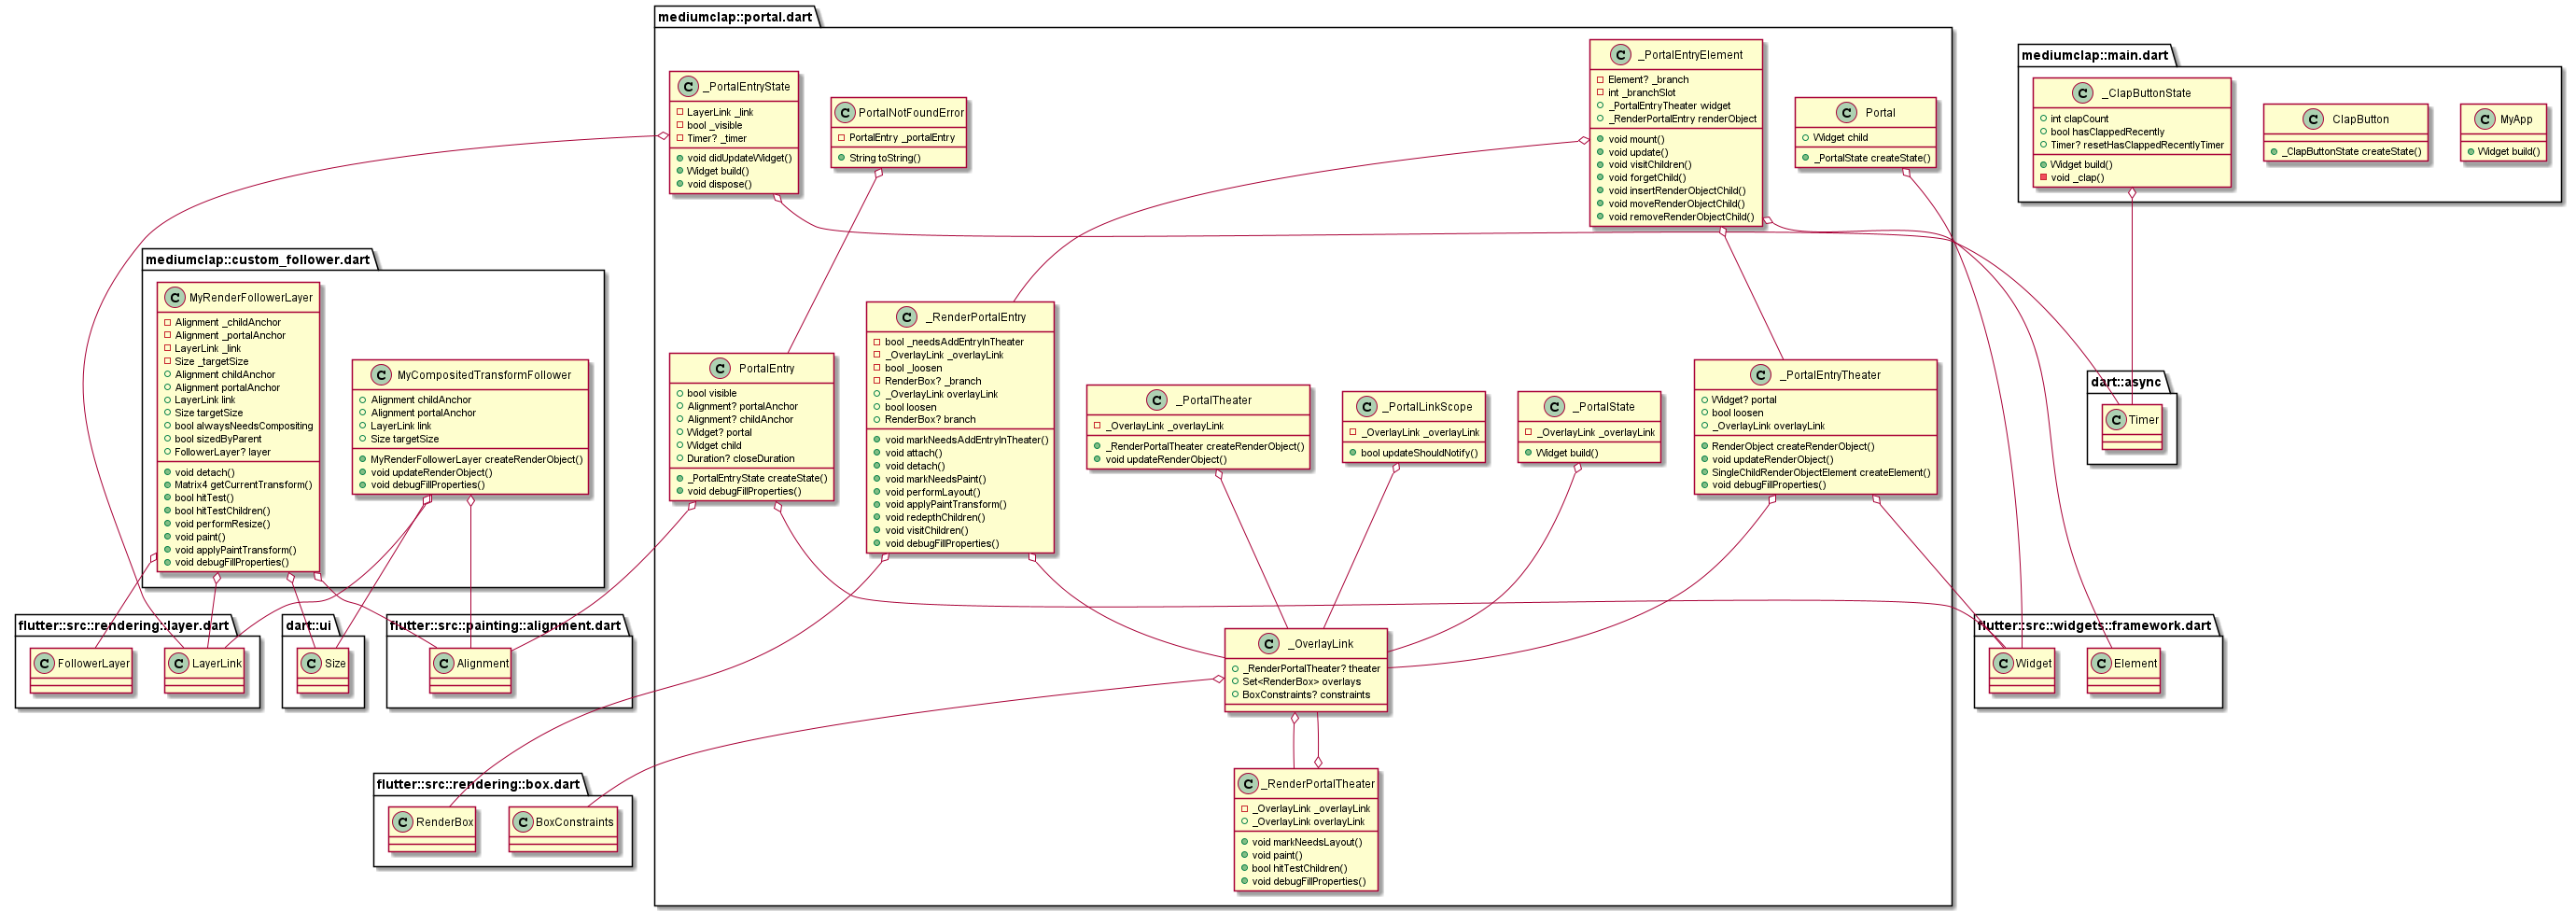 mediumclap::portal.dart
C _PortalEntryState
LayerLink _link
bool _visible
Timer? _timer
void didUpdateWidget()
Widget build()
void dispose()
C PortalNotFoundError
PortalEntry _portalEntry
String toString()
C _PortalEntryElement
Element? _branch
int _branchSlot
_PortalEntryTheater widget
_RenderPortalEntry renderObject
void mount()
void update()
void visitChildren()
void forgetChild()
void insertRenderObjectChild()
void moveRenderObjectChild()
void removeRenderObjectChild()
C Portal
Widget child
_PortalState createState()
mediumclap::main.dart
C _ClapButtonState
int clapCount
bool hasClappedRecently
Timer? resetHasClappedRecentlyTimer
Widget build()
void _clap()
C ClapButton
_ClapButtonState createState()
C MyApp
Widget build()
mediumclap::custom_follower.dart
C MyRenderFollowerLayer
Alignment _childAnchor
Alignment _portalAnchor
LayerLink _link
Size _targetSize
Alignment childAnchor
Alignment portalAnchor
LayerLink link
Size targetSize
bool alwaysNeedsCompositing
bool sizedByParent
FollowerLayer? layer
void detach()
Matrix4 getCurrentTransform()
bool hitTest()
bool hitTestChildren()
void performResize()
void paint()
void applyPaintTransform()
void debugFillProperties()
C MyCompositedTransformFollower
Alignment childAnchor
Alignment portalAnchor
LayerLink link
Size targetSize
MyRenderFollowerLayer createRenderObject()
void updateRenderObject()
void debugFillProperties()
C PortalEntry
bool visible
Alignment? portalAnchor
Alignment? childAnchor
Widget? portal
Widget child
Duration? closeDuration
_PortalEntryState createState()
void debugFillProperties()
C _RenderPortalEntry
bool _needsAddEntryInTheater
_OverlayLink _overlayLink
bool _loosen
RenderBox? _branch
_OverlayLink overlayLink
bool loosen
RenderBox? branch
void markNeedsAddEntryInTheater()
void attach()
void detach()
void markNeedsPaint()
void performLayout()
void applyPaintTransform()
void redepthChildren()
void visitChildren()
void debugFillProperties()
C _PortalTheater
_OverlayLink _overlayLink
_RenderPortalTheater createRenderObject()
void updateRenderObject()
C _PortalLinkScope
_OverlayLink _overlayLink
bool updateShouldNotify()
C _PortalState
_OverlayLink _overlayLink
Widget build()
C _PortalEntryTheater
Widget? portal
bool loosen
_OverlayLink overlayLink
RenderObject createRenderObject()
void updateRenderObject()
SingleChildRenderObjectElement createElement()
void debugFillProperties()
dart::async
C Timer
flutter::src::rendering::layer.dart
C FollowerLayer
C LayerLink
dart::ui
C Size
flutter::src::painting::alignment.dart
C Alignment
C _OverlayLink
_RenderPortalTheater? theater
Set<RenderBox> overlays
BoxConstraints? constraints
flutter::src::widgets::framework.dart
C Widget
C Element
flutter::src::rendering::box.dart
C RenderBox
C BoxConstraints
C _RenderPortalTheater
_OverlayLink _overlayLink
_OverlayLink overlayLink
void markNeedsLayout()
void paint()
bool hitTestChildren()
void debugFillProperties()